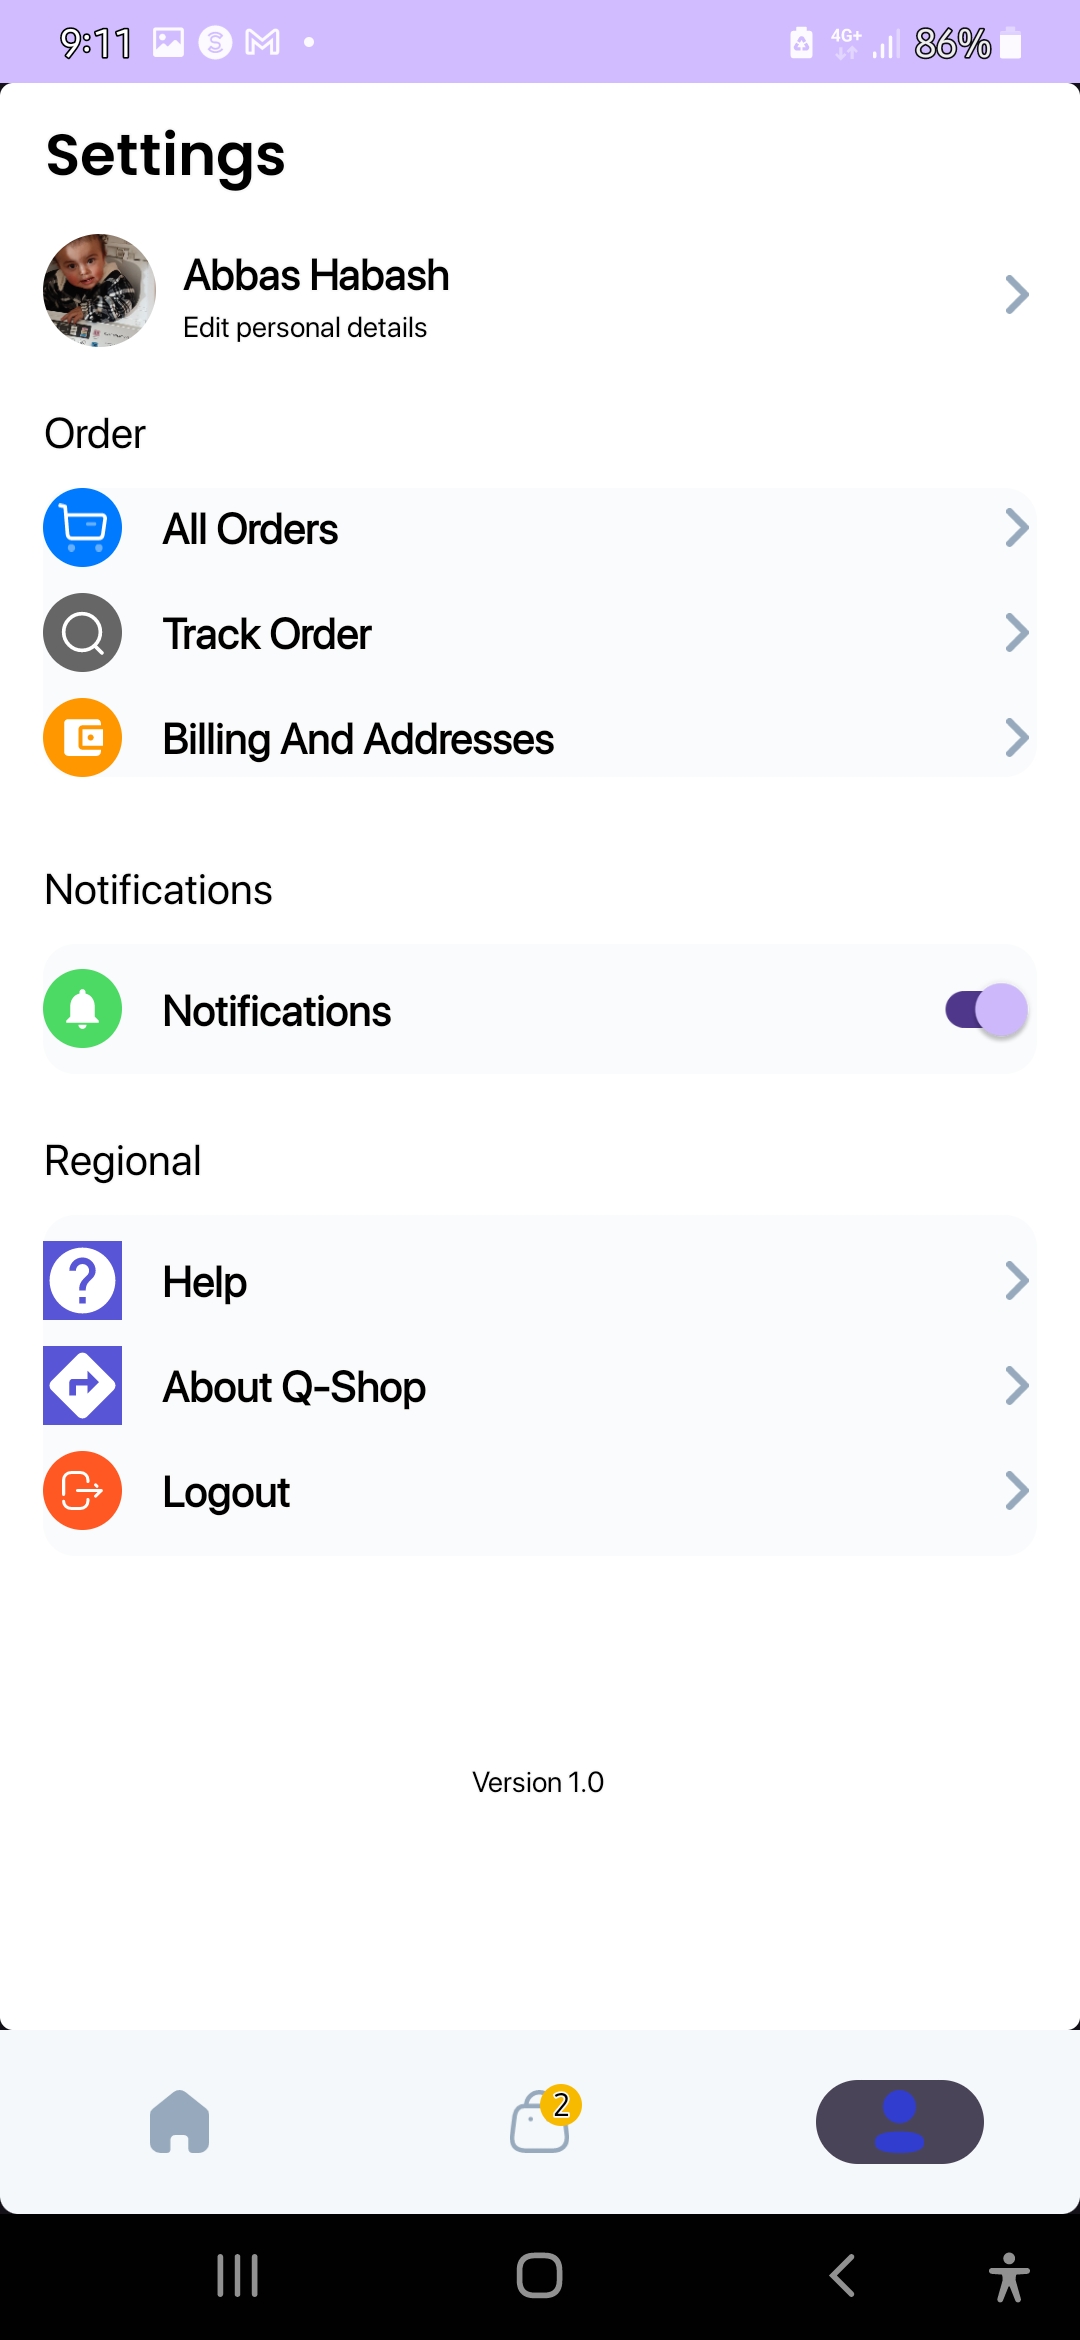 9:11
4G+
86%
Settings
Abbas Habash
Edit personal details
Order
All Orders
Track Order
Billing And Addresses
Notifications
Notifications
Regional
Help
About Q-Shop
Logout
Version 1.0
2